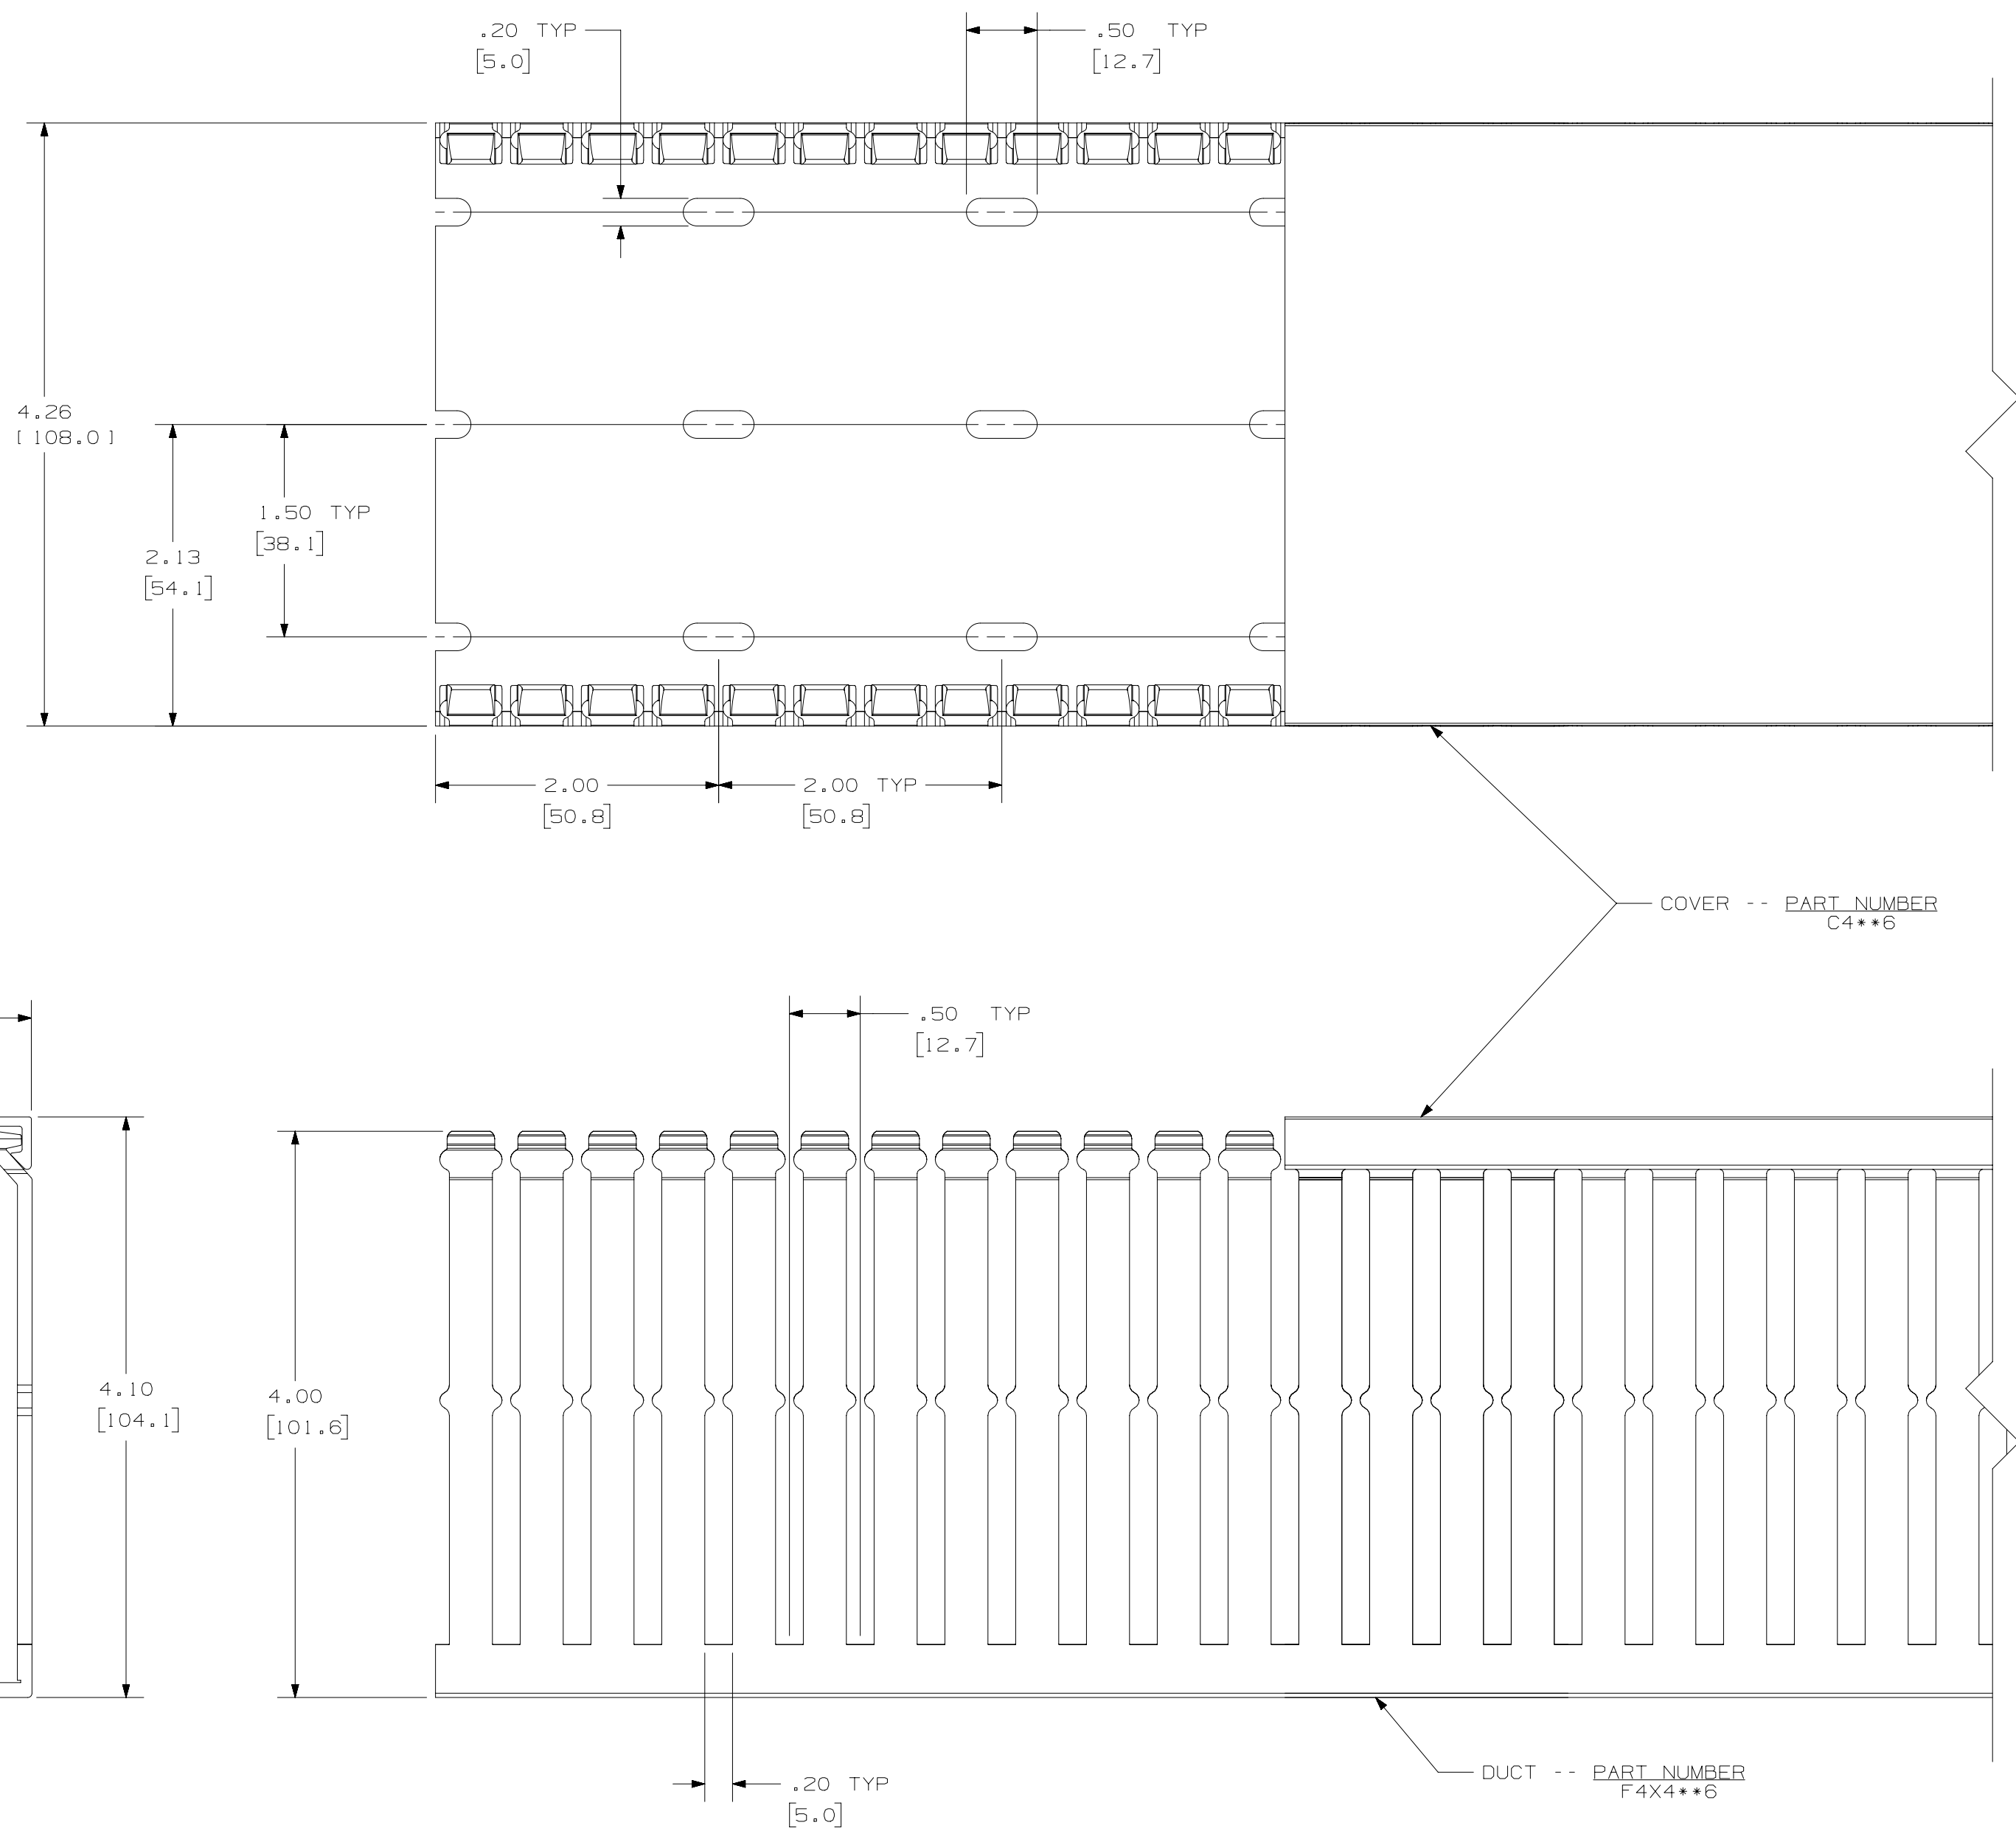 .20 TYP
[5.0]
.50 TYP
[12.7]
4.26
[108.0]
1.50 TYP
[38.1]
2.13
[54.1]
2.00
[50.8]
2.00 TYP
[50.8]
COVER -- PART NUMBER
C4**6
.50 TYP
[12.7]
4.10
[104.1]
4.00
[101.6]
DUCT -- PART NUMBER
F4X4**6
.20 TYP
[5.0]